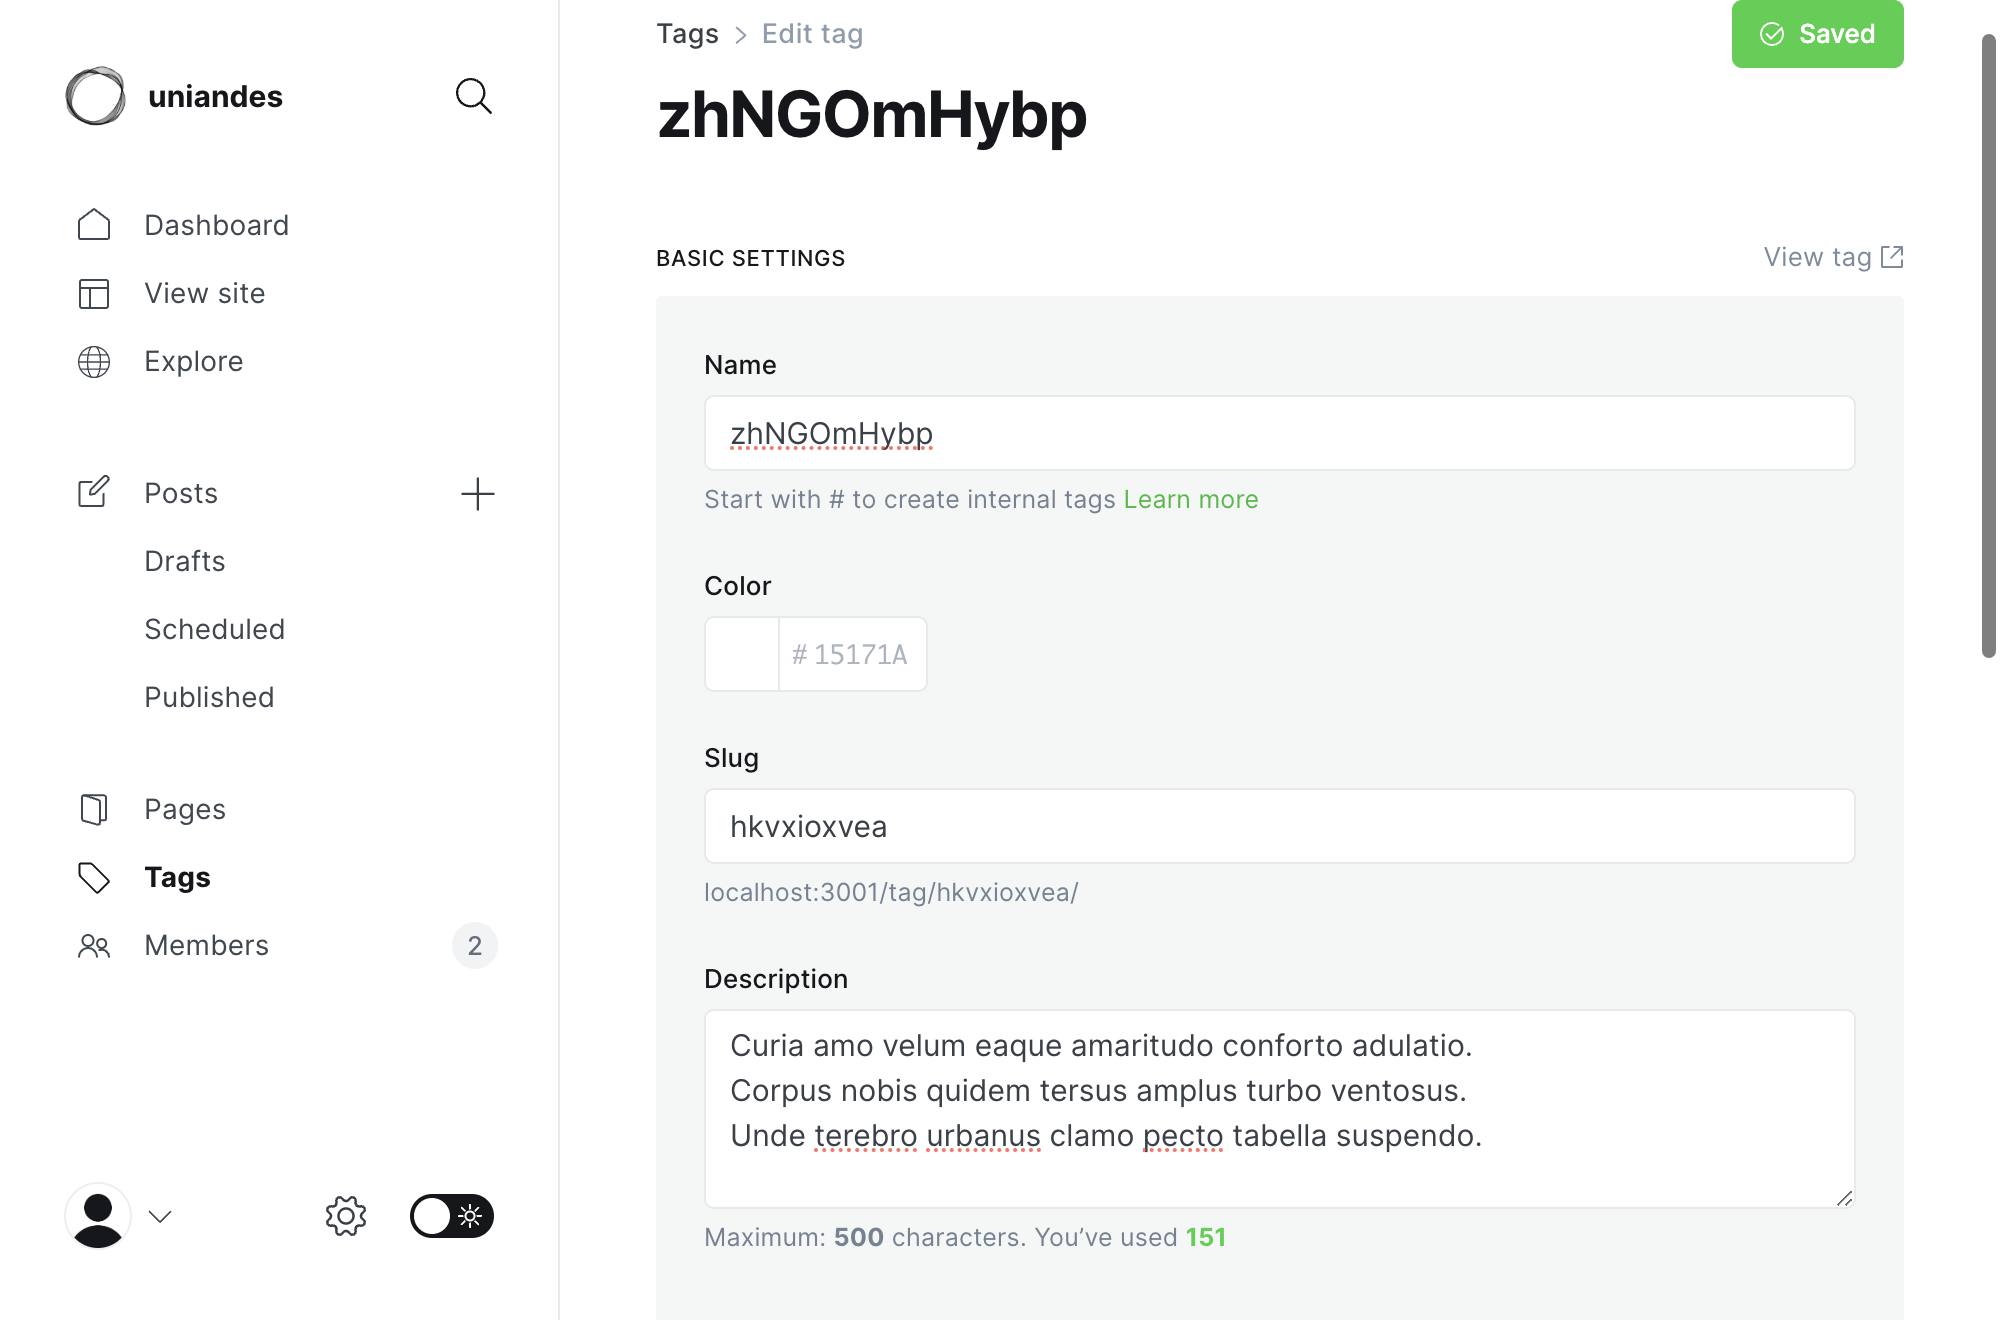 uniandes
Dashboard
View site
Explore
Posts
Drafts
Scheduled
Published
Pages
Tags
Members 2
Tags > Edit tag
Saved
zhNGOmHybp
BASIC SETTINGS
View tag
Name
zhNGOmHybp
Start with # to create internal tags Learn more
Color
# 15171A
Slug
hkvxioxvea
localhost:3001/tag/hkvxioxvea/
Description
Curia amo velum eaque amaritudo conforto adulatio.
Corpus nobis quidem tersus amplus turbo ventosus.
Unde terebro urbanus clamo pecto tabella suspendo.
Maximum: 500 characters. You’ve used 151